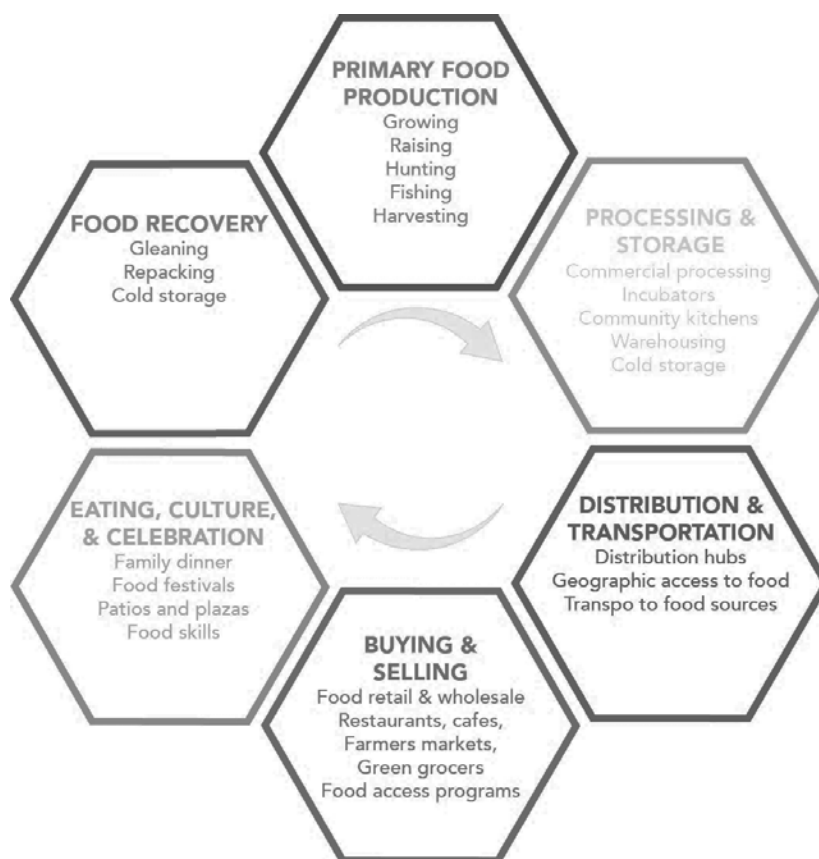 PRIMARY FOOD
PRODUCTION
Growing
Raising
Hunting
Fishing
Harvesting
PROCESSING &
STORAGE
Commercial processing
Incubators
Community kitchens
Warehousing
Cold storage
DISTRIBUTION &
TRANSPORTATION
Distribution hubs
Geographic access to food
Transpo to food sources
BUYING &
SELLING
Food retail & wholesale
Restaurants, cafes,
Farmers markets,
Green grocers
Food access programs
EATING, CULTURE,
& CELEBRATION
Family dinner
Food festivals
Patios and plazas
Food skills
FOOD RECOVERY
Gleaning
Repacking
Cold storage